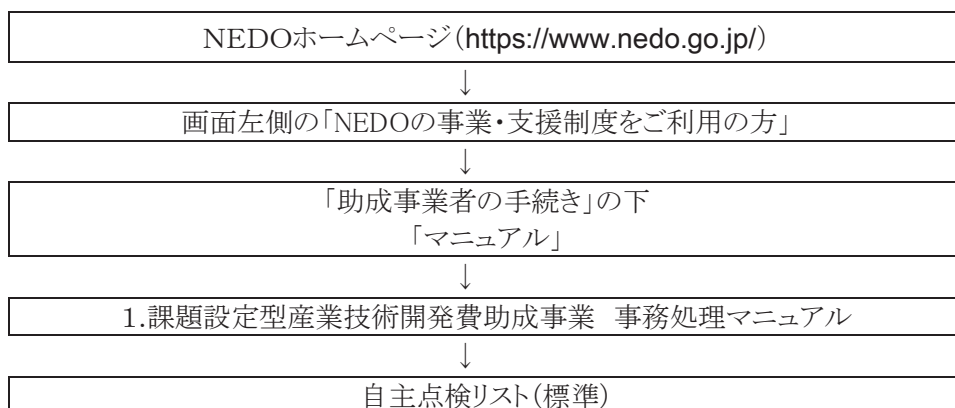 NEDOホームページ(https://www.nedo.go.jp/)
↓
画面左側の「NEDOの事業・支援制度をご利用の方」
↓
「助成事業者の手続き」の下
「マニュアル」
↓
1.課題設定型産業技術開発費助成事業 事務処理マニュアル
↓
自主点検リスト(標準)